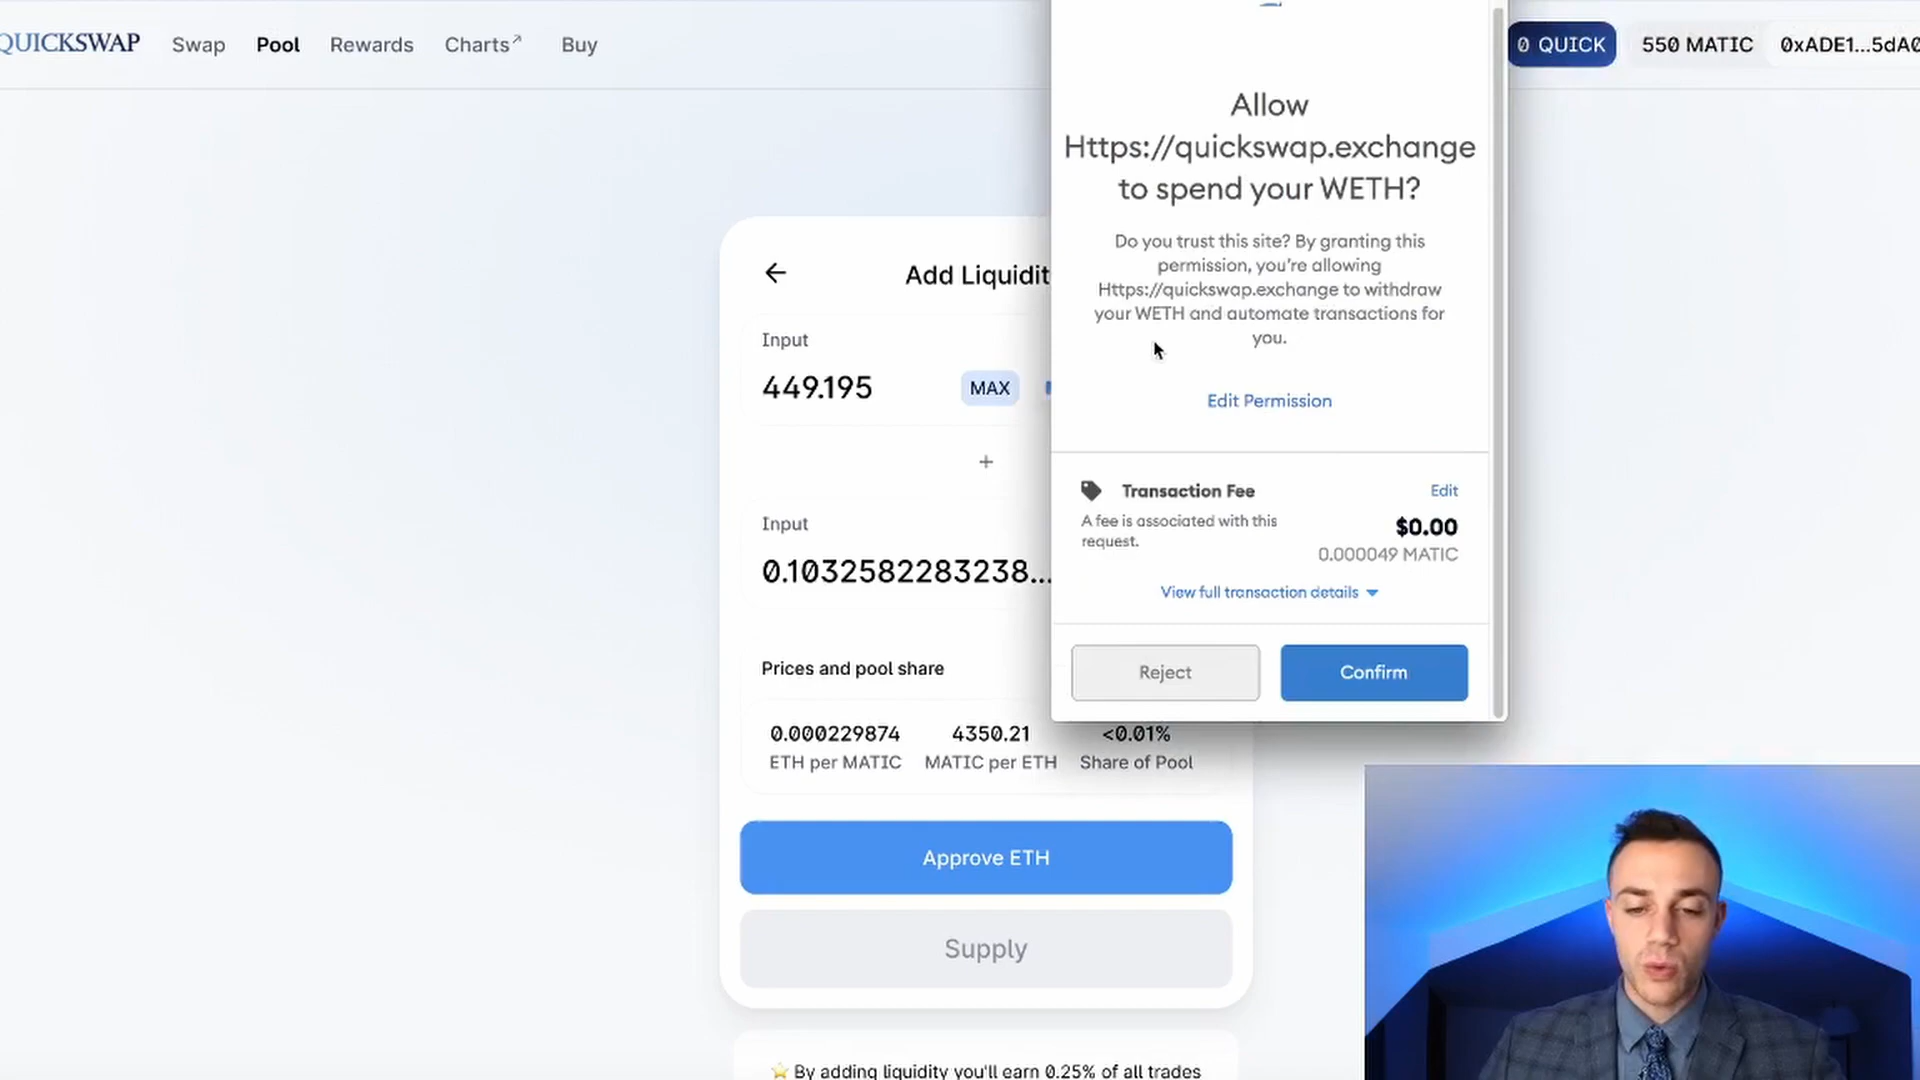 QUICKSWAP Swap Pool Rewards Charts↗ Buy
0 QUICK 550 MATIC 0xADE1...5dA0
Allow
Https://quickswap.exchange
to spend your WETH?
Do you trust this site? By granting this
permission, you're allowing
Https://quickswap.exchange to withdraw
your WETH and automate transactions for
you.
Edit Permission
Transaction Fee Edit
A fee is associated with this
request.
$0.00
0.000049 MATIC
View full transaction details
Reject Confirm
Add Liquidit
Input
449.195 MAX
+
Input
0.1032582283238...
Prices and pool share
0.000229874 4350.21 <0.01%
ETH per MATIC MATIC per ETH Share of Pool
Approve ETH
Supply
⭐ By adding liquidity you'll earn 0.25% of all trades